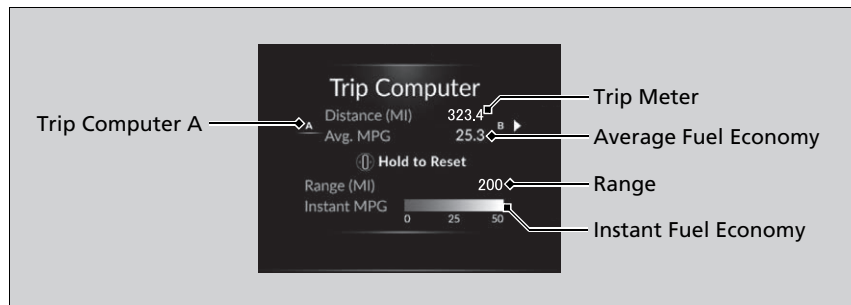 Trip Computer
Trip Meter
Distance (MI) 323.4
Trip Computer A
A
B
Avg. MPG 25.3
Average Fuel Economy
Hold to Reset
Range (MI) 200
Range
Instant MPG
0 25 50
Instant Fuel Economy